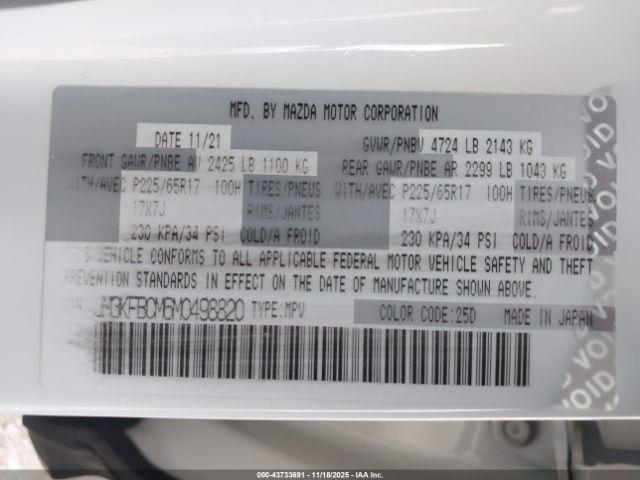 MFD. BY MAZDA MOTOR CORPORATION
DATE 11/21 GVWR/PNBV 4724 LB 2143 KG
FRONT GAWR/PNBE AV 2425 LB 1100 KG REAR GAWR/PNBE AR 2299 LB 1043 KG
WITH/AVEC P225/65R17 100H TIRES/PNEUS WITH/AVEC P225/65R17 100H TIRES/PNEUS
17X7J RIMS/JANTES 17X7J RIMS/JANTES
230 KPA/34 PSI COLD/A FROID 230 KPA/34 PSI COLD/A FROID
THIS VEHICLE CONFORMS TO ALL APPLICABLE FEDERAL MOTOR VEHICLE SAFETY AND THEFT
PREVENTION STANDARDS IN EFFECT ON THE DATE OF MANUFACTURE SHOWN ABOVE.
VIN: JM3KFBCM6M0498820 TYPE:MPV COLOR CODE:25D MADE IN JAPAN
VOID VOID VOID VOID
000-43733691 - 11/18/2025 - IAA Corp.